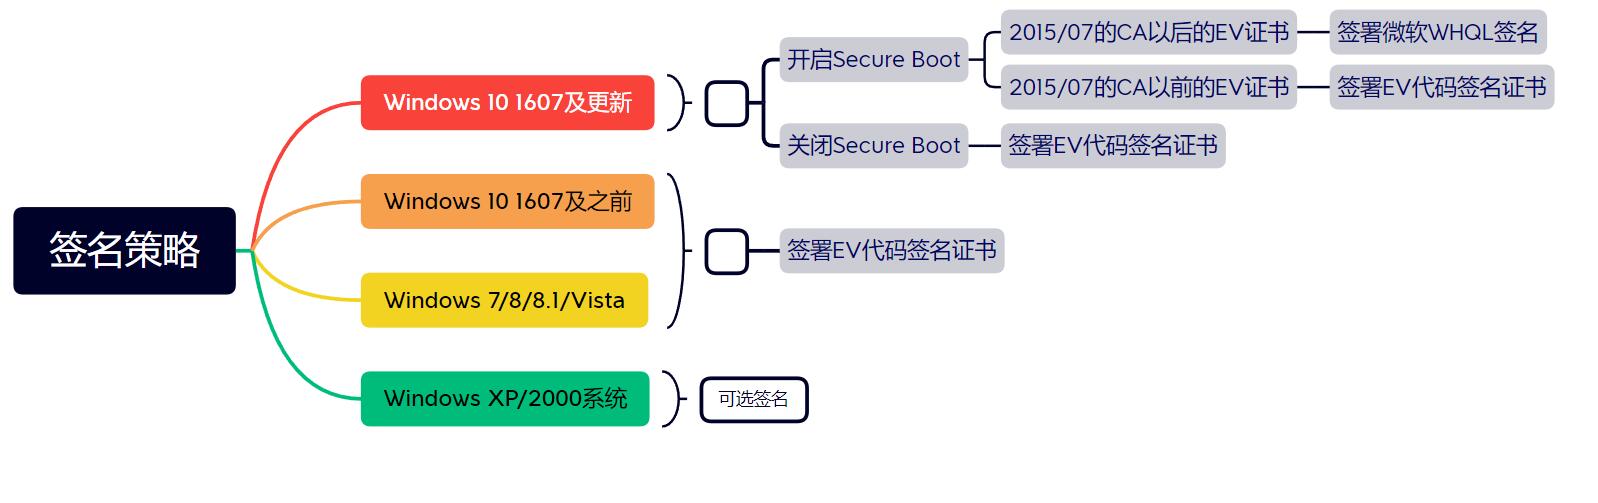 签名策略
Windows 10 1607及更新
开启Secure Boot
2015/07的CA以后的EV证书
签署微软WHQL签名
2015/07的CA以前的EV证书
签署EV代码签名证书
关闭Secure Boot
签署EV代码签名证书
Windows 10 1607及之前
Windows 7/8/8.1/Vista
签署EV代码签名证书
Windows XP/2000系统
可选签名